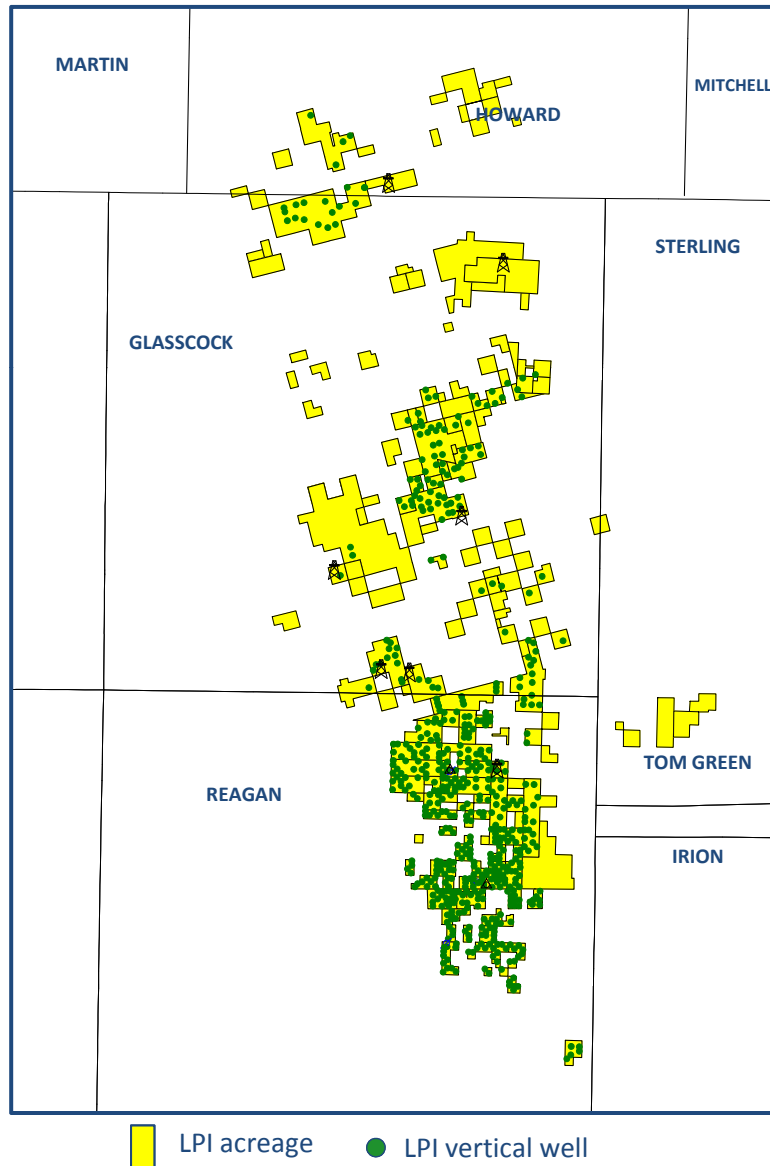 MARTIN
MITCHELL
HOWARD
STERLING
GLASSCOCK
TOM GREEN
REAGAN
IRION
LPI acreage
LPI vertical well